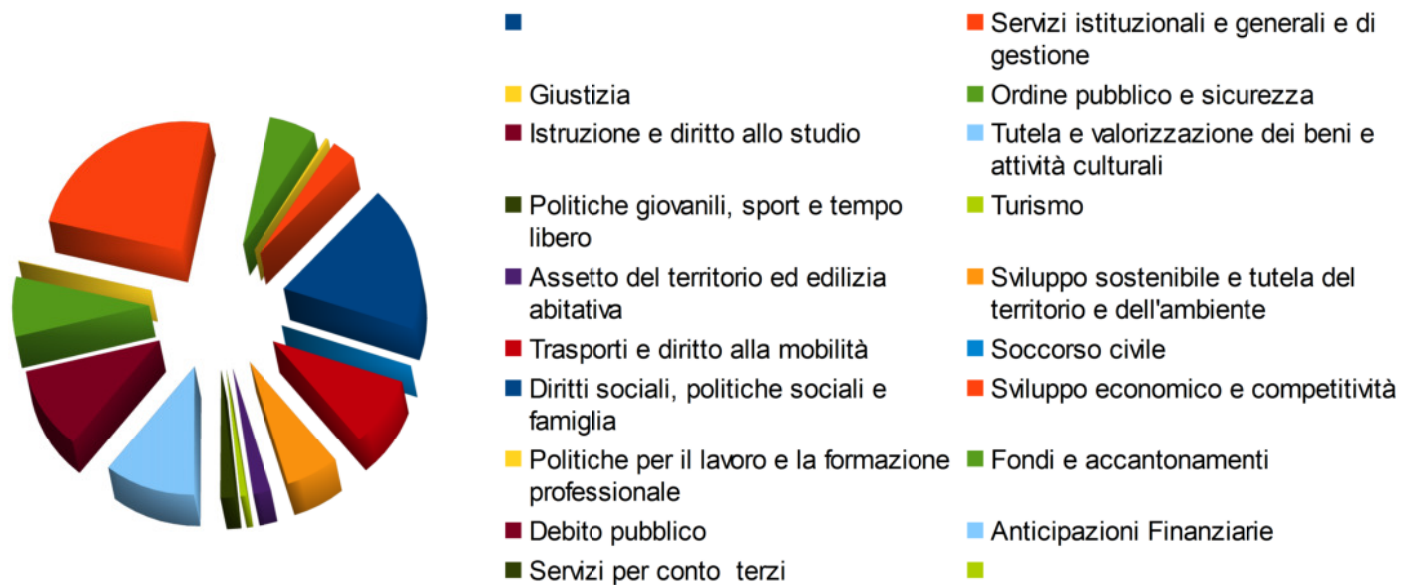 Servizi istituzionali e generali e di
gestione
Giustizia
Ordine pubblico e sicurezza
Istruzione e diritto allo studio
Tutela e valorizzazione dei beni e
attività culturali
Politiche giovanili, sport e tempo
libero
Turismo
Assetto del territorio ed edilizia
abitativa
Sviluppo sostenibile e tutela del
territorio e dell'ambiente
Trasporti e diritto alla mobilità
Soccorso civile
Diritti sociali, politiche sociali e
famiglia
Sviluppo economico e competitività
Politiche per il lavoro e la formazione
professionale
Fondi e accantonamenti
Debito pubblico
Anticipazioni Finanziarie
Servizi per conto  terzi